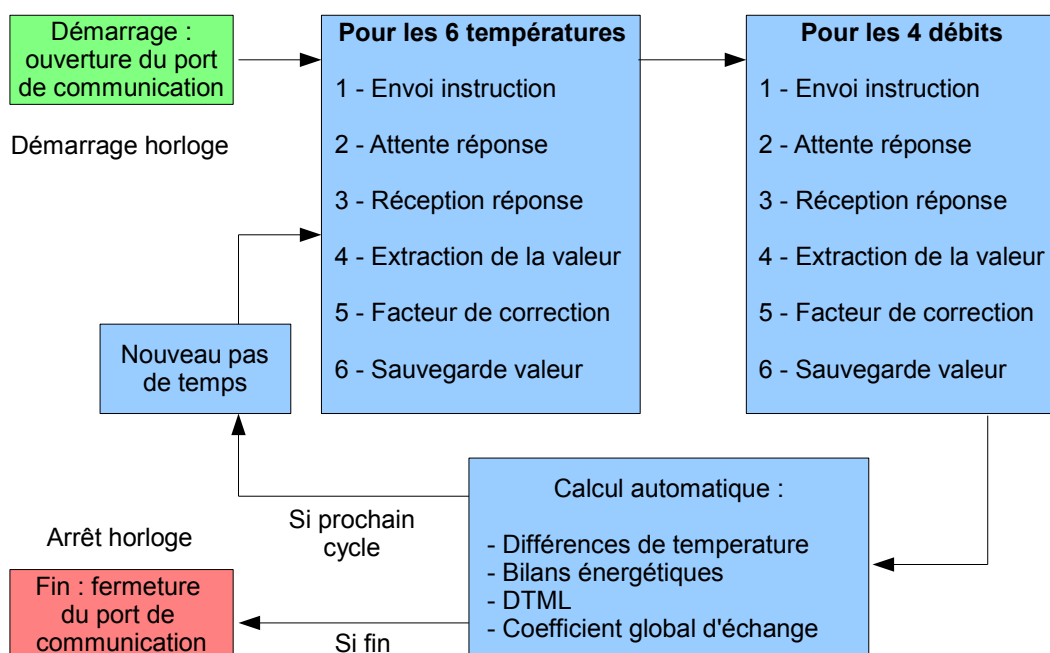 Démarrage :
ouverture du port
de communication
Démarrage horloge
Pour les 6 températures
1 - Envoi instruction
2 - Attente réponse
3 - Réception réponse
4 - Extraction de la valeur
5 - Facteur de correction
6 - Sauvegarde valeur
Pour les 4 débits
1 - Envoi instruction
2 - Attente réponse
3 - Réception réponse
4 - Extraction de la valeur
5 - Facteur de correction
6 - Sauvegarde valeur
Nouveau pas
de temps
Si prochain
cycle
Calcul automatique :
- Différences de temperature
- Bilans énergétiques
- DTML
- Coefficient global d'échange
Arrêt horloge
Fin : fermeture
du port de
communication
Si fin